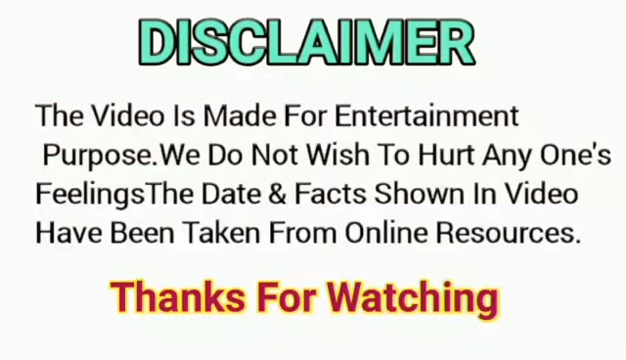 DISCLAIMER
The Video Is Made For Entertainment
Purpose.We Do Not Wish To Hurt Any One's
FeelingsThe Date & Facts Shown In Video
Have Been Taken From Online Resources.
Thanks For Watching